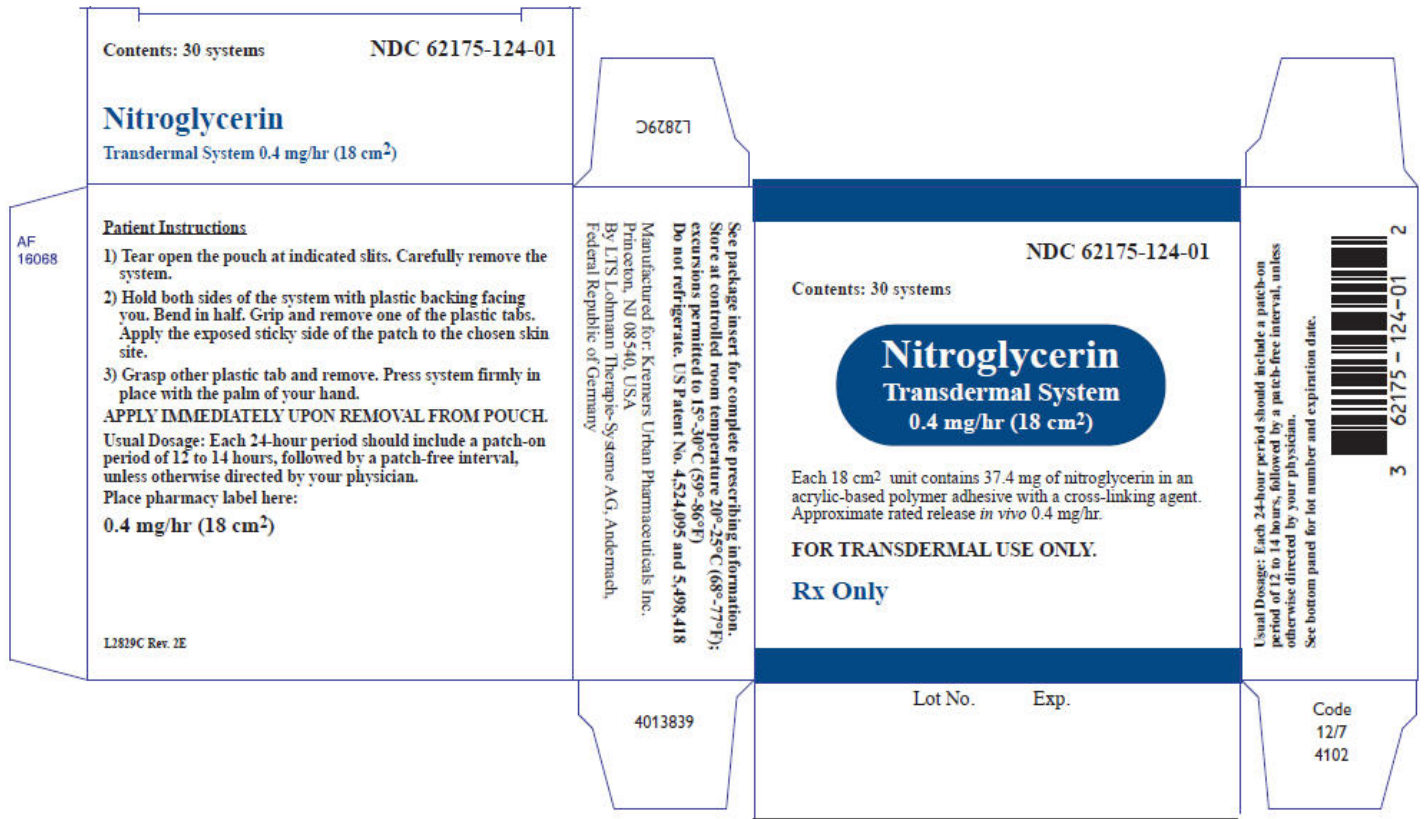 Contents: 30 systems NDC 62175-124-01
Nitroglycerin
Transdermal System 0.4 mg/hr (18 cm2)
AF
16068
Patient Instructions
1) Tear open the pouch at indicated slits. Carefully remove the
system.
2) Hold both sides of the system with plastic backing facing
you. Bend in half. Grip and remove one of the plastic tabs.
Apply the exposed sticky side of the patch to the chosen skin
site.
3) Grasp other plastic tab and remove. Press system firmly in
place with the palm of your hand.
APPLY IMMEDIATELY UPON REMOVAL FROM POUCH.
Usual Dosage: Each 24-hour period should include a patch-on
period of 12 to 14 hours, followed by a patch-free interval,
unless otherwise directed by your physician.
Place pharmacy label here:
0.4 mg/hr (18 cm2)
L2829C Rev. 2E
L2829C
See package insert for complete prescribing information.
Store at controlled room temperature 20°-25°C (68°-77°F);
excursions permitted to 15°-30°C (59°-86°F)
Do not refrigerate. US Patent No. 4,524,095 and 5,498,418
Manufactured for: Kremers Urban Pharmaceuticals Inc.
Princeton, NJ 08540, USA
By LTS Lohmann Therapie-Systeme AG, Andernach,
Federal Republic of Germany
4013839
NDC 62175-124-01
Contents: 30 systems
Nitroglycerin
Transdermal System
0.4 mg/hr (18 cm2)
Each 18 cm2 unit contains 37.4 mg of nitroglycerin in an
acrylic-based polymer adhesive with a cross-linking agent.
Approximate rated release in vivo 0.4 mg/hr.
FOR TRANSDERMAL USE ONLY.
Rx Only
Lot No. Exp.
Usual Dosage: Each 24-hour period should include a patch-on
period of 12 to 14 hours, followed by a patch-free interval, unless
otherwise directed by your physician.
See bottom panel for lot number and expiration date.
3 62175-124-01 2
Code
12/7
4102